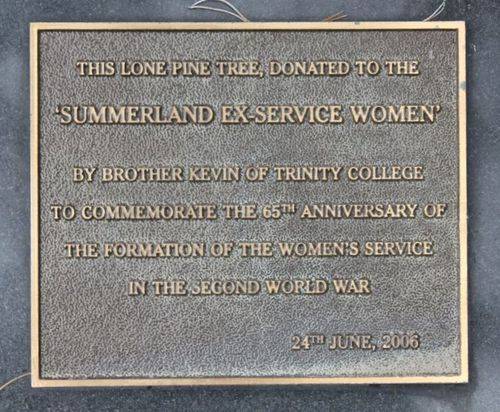 THIS LONE PINE TREE, DONATED TO THE
'SUMMERLAND EX-SERVICE WOMEN'
BY BROTHER KEVIN OF TRINITY COLLEGE
TO COMMEMORATE THE 65TH ANNIVERSARY OF
THE FORMATION OF THE WOMEN'S SERVICE
IN THE SECOND WORLD WAR
24TH JUNE, 2006